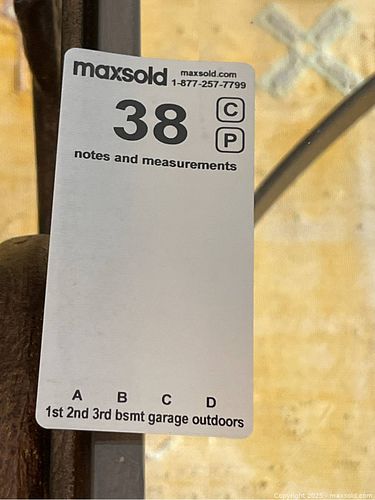 maxsold
maxsold.com
1-877-257-7799
38
C
P
notes and measurements
A B C D
1st 2nd 3rd bsmt garage outdoors
Copyright 2025 - maxsold.com